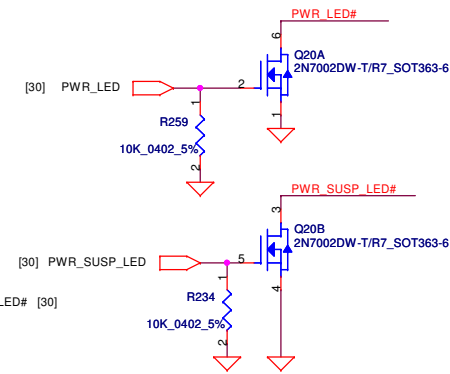 PWR_LED#
6
Q20A
2N7002DW-T/R7_SOT363-6
[30] PWR_LED
2
1
1
R259
10K_0402_5%
2
PWR_SUSP_LED#
3
Q20B
2N7002DW-T/R7_SOT363-6
[30] PWR_SUSP_LED
5
1
4
R234
LED# [30]
10K_0402_5%
2